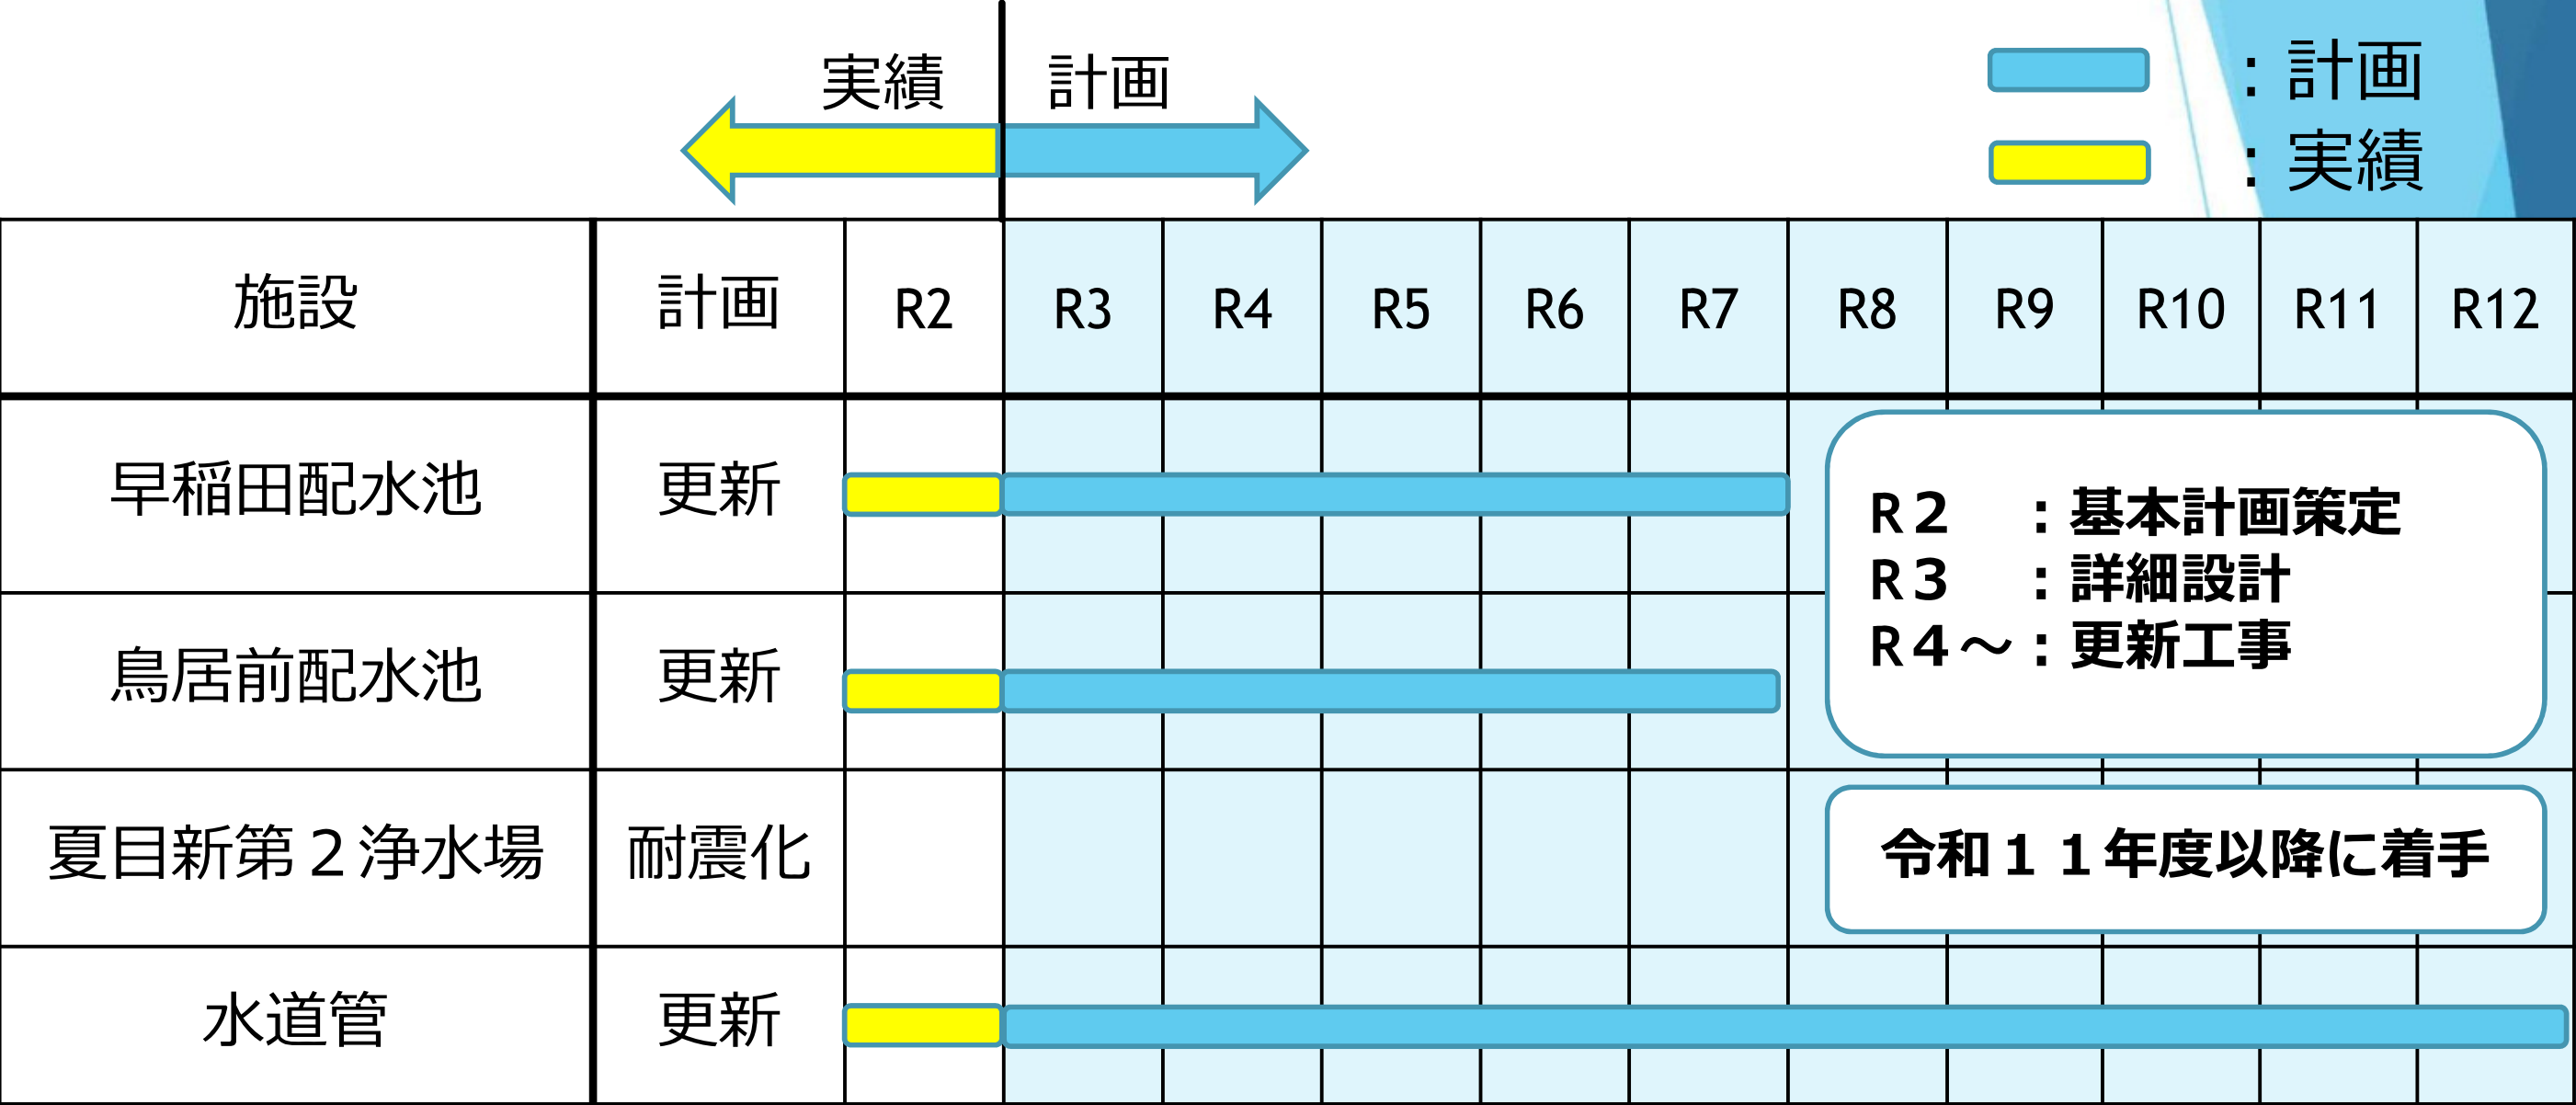 実績 計画
：計画
：実績
施設 計画 R2 R3 R4 R5 R6 R7 R8 R9 R10 R11 R12
早稲田配水池 更新
鳥居前配水池 更新
R２　：基本計画策定
R３　：詳細設計
R４～：更新工事
夏目新第２浄水場 耐震化
令和１１年度以降に着手
水道管 更新